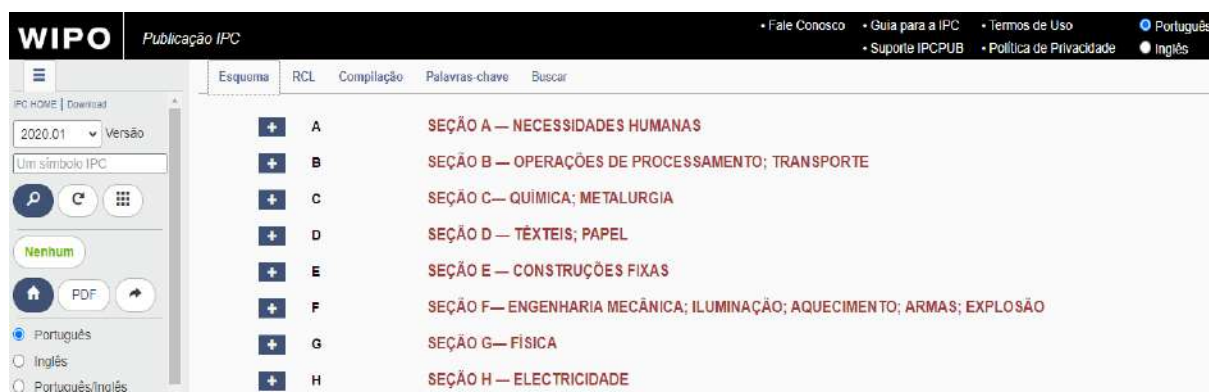 WIPO
Publicação IPC
• Fale Conosco • Guia para a IPC • Termos de Uso Português
• Suporte IPCPUB • Política de Privacidade Inglês
Esquema RCL Compilação Palavras-chave Buscar
IPC HOME | Download
2020.01 Versão
Um símbolo IPC
Nenhum
PDF
Português
Inglês
Português/Inglês
A SEÇÃO A — NECESSIDADES HUMANAS
B SEÇÃO B — OPERAÇÕES DE PROCESSAMENTO; TRANSPORTE
C SEÇÃO C— QUÍMICA; METALURGIA
D SEÇÃO D — TÊXTEIS; PAPEL
E SEÇÃO E — CONSTRUÇÕES FIXAS
F SEÇÃO F— ENGENHARIA MECÂNICA; ILUMINAÇÃO; AQUECIMENTO; ARMAS; EXPLOSÃO
G SEÇÃO G— FÍSICA
H SEÇÃO H — ELECTRICIDADE